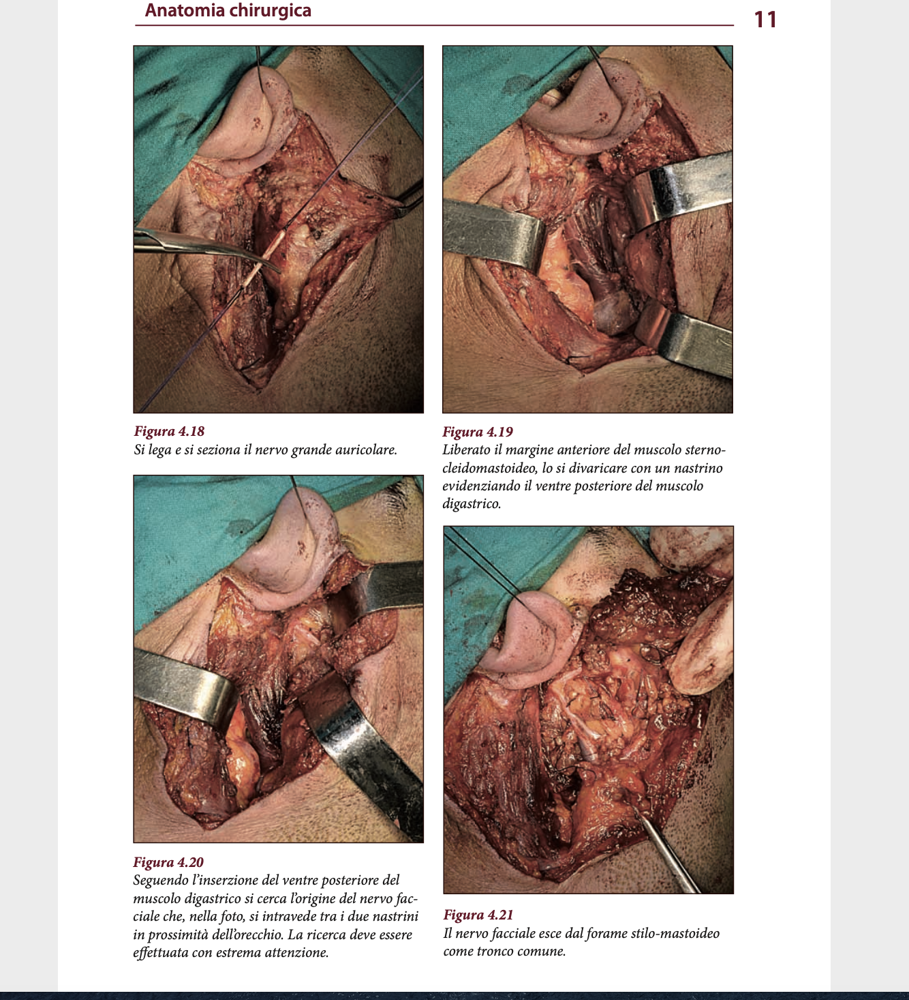 Anatomia chirurgica
11
Figura 4.18
Si lega e si seziona il nervo grande auricolare.
Figura 4.19
Liberato il margine anteriore del muscolo sterno-
cleidomastoideo, lo si divaricare con un nastrino
evidenziando il ventre posteriore del muscolo
digastrico.
Figura 4.20
Seguendo l’inserzione del ventre posteriore del
muscolo digastrico si cerca l’origine del nervo fac-
ciale che, nella foto, si intravede tra i due nastrini
in prossimità dell’orecchio. La ricerca deve essere
effettuata con estrema attenzione.
Figura 4.21
Il nervo facciale esce dal forame stilo-mastoideo
come tronco comune.